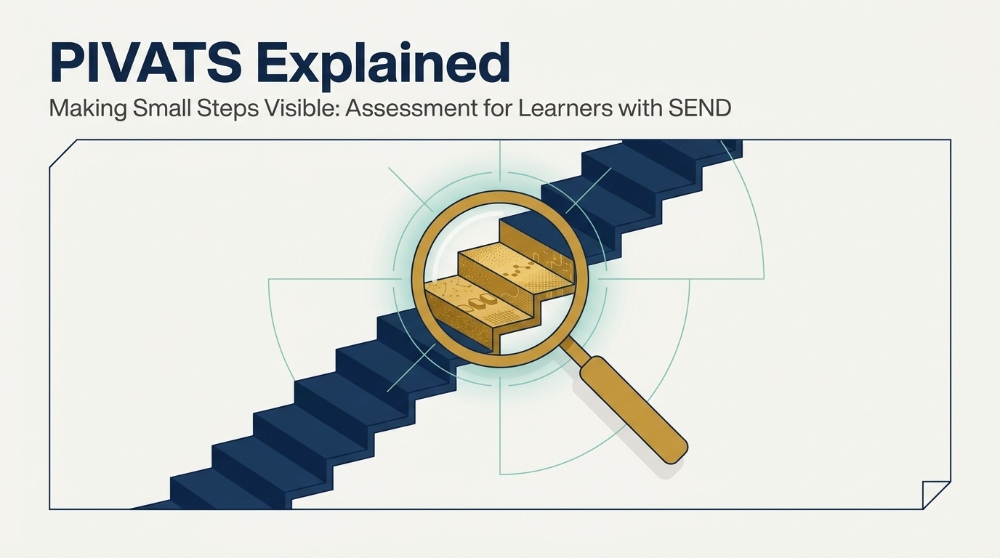 PIVATS Explained
Making Small Steps Visible: Assessment for Learners with SEND